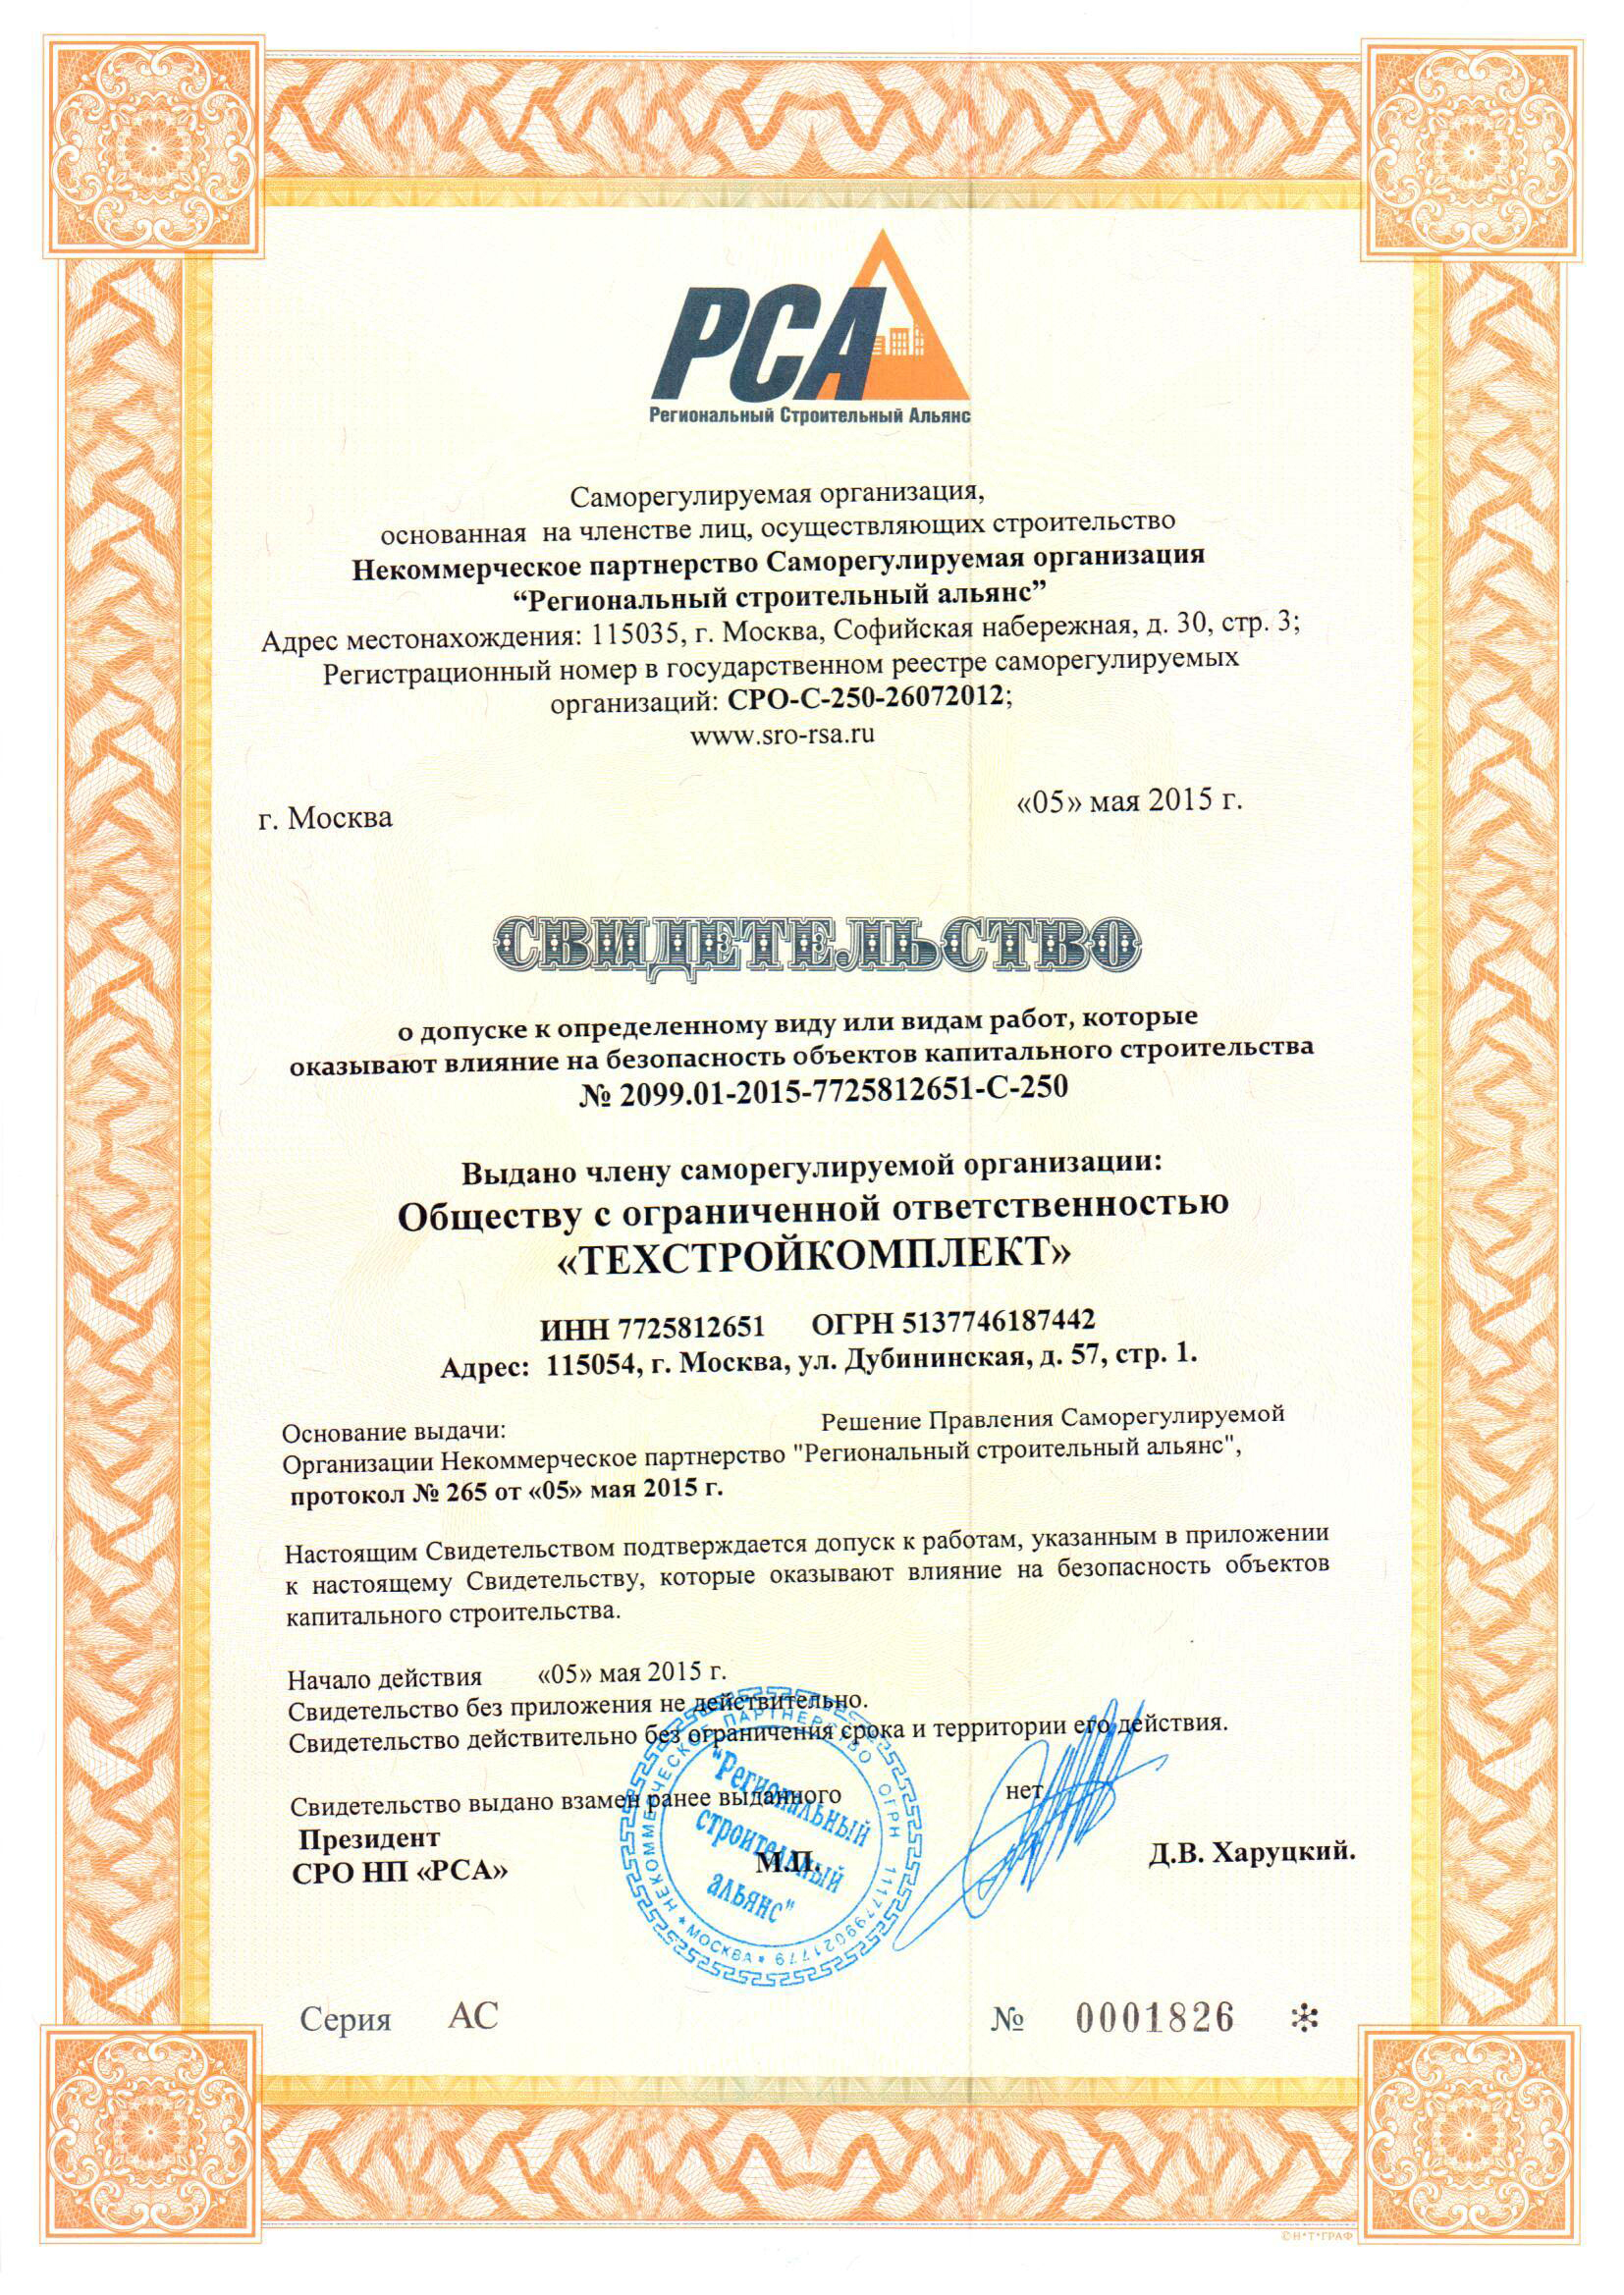 РСА
Региональный Строительный Альянс
Саморегулируемая организация,
основанная на членстве лиц, осуществляющих строительство
Некоммерческое партнерство Саморегулируемая организация
“Региональный строительный альянс”
Адрес местонахождения: 115035, г. Москва, Софийская набережная, д. 30, стр. 3;
Регистрационный номер в государственном реестре саморегулируемых
организаций: СРО-С-250-26072012;
www.sro-rsa.ru
г. Москва «05» мая 2015 г.
СВИДЕТЕЛЬСТВО
о допуске к определенному виду или видам работ, которые
оказывают влияние на безопасность объектов капитального строительства
№ 2099.01-2015-7725812651-С-250
Выдано члену саморегулируемой организации:
Обществу с ограниченной ответственностью
«ТЕХСТРОЙКОМПЛЕКТ»
ИНН 7725812651 ОГРН 5137746187442
Адрес: 115054, г. Москва, ул. Дубининская, д. 57, стр. 1.
Основание выдачи: Решение Правления Саморегулируемой
Организации Некоммерческое партнерство "Региональный строительный альянс",
протокол № 265 от «05» мая 2015 г.
Настоящим Свидетельством подтверждается допуск к работам, указанным в приложении
к настоящему Свидетельству, которые оказывают влияние на безопасность объектов
капитального строительства.
Начало действия «05» мая 2015 г.
Свидетельство без приложения не действительно.
Свидетельство действительно без ограничения срока и территории его действия.
Свидетельство выдано взамен ранее выданного нет
Президент
СРО НП «РСА» М.П. Д.В. Харуцкий.
НЕКОММЕРЧЕСКОЕ ПАРТНЕРСТВО ОГРН 1117799021779 * МОСКВА *
"Региональный
строительный
альянс"
Серия АС № 0001826 *
©Н•Т•ГРАФ